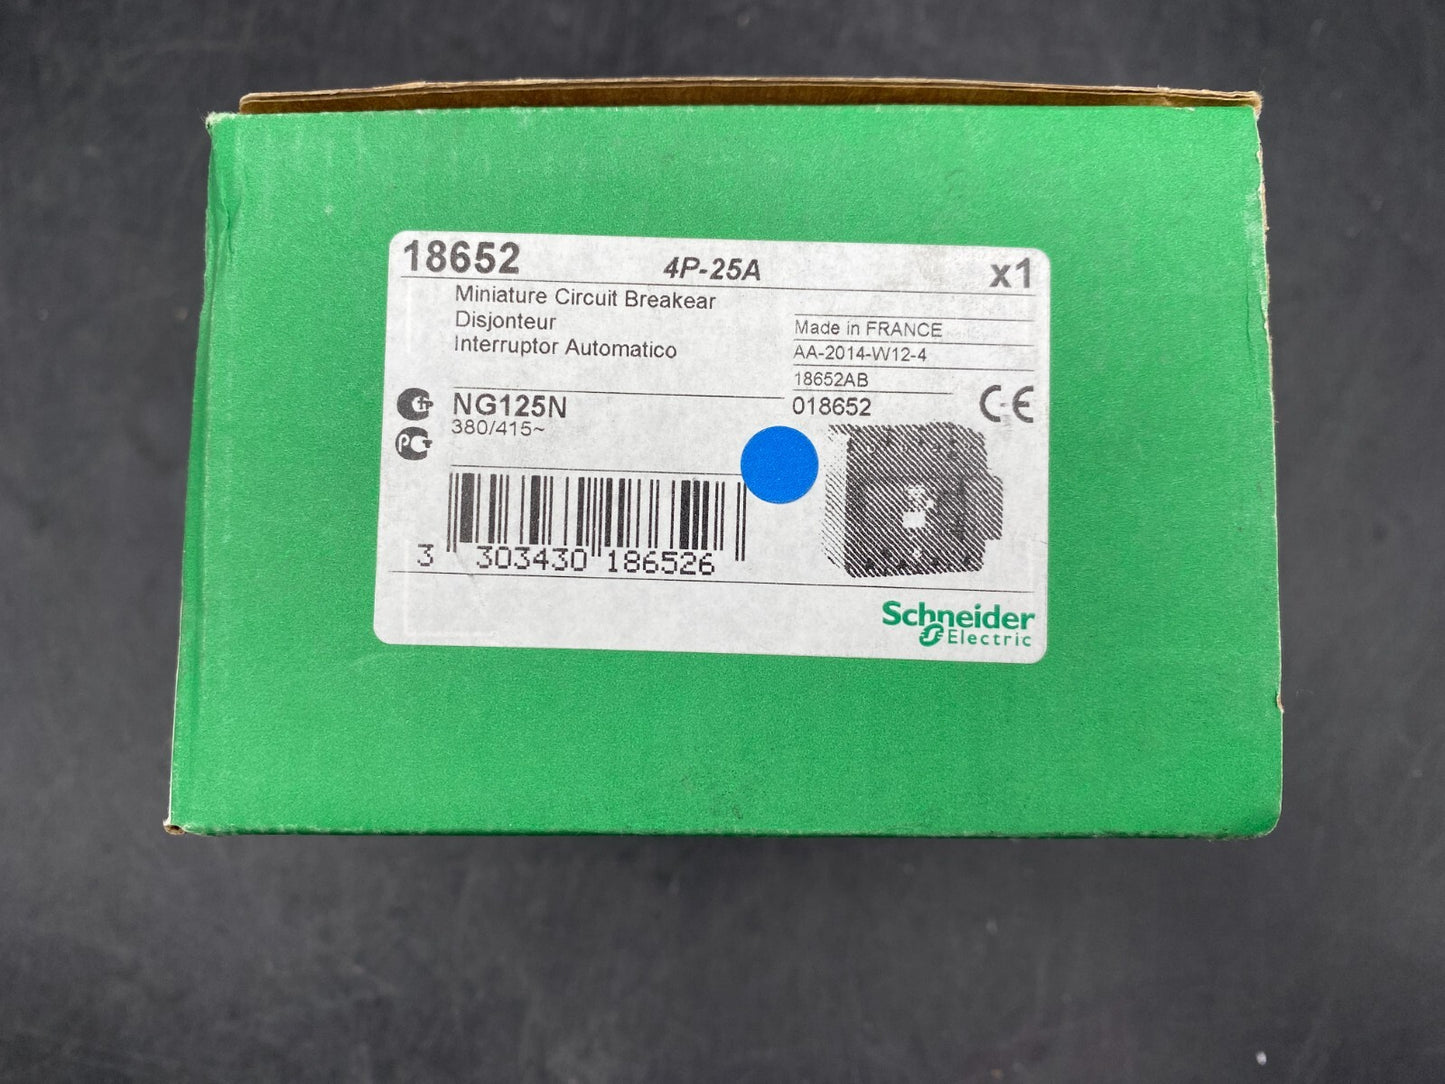 18652 4P-25A x1
Miniature Circuit Breakear
Disjonteur
Interruptor Automatico
Made in FRANCE
AA-2014-W12-4
18652AB
018652
CE
NG125N
380/415~
3 303430 186526
Schneider
Electric